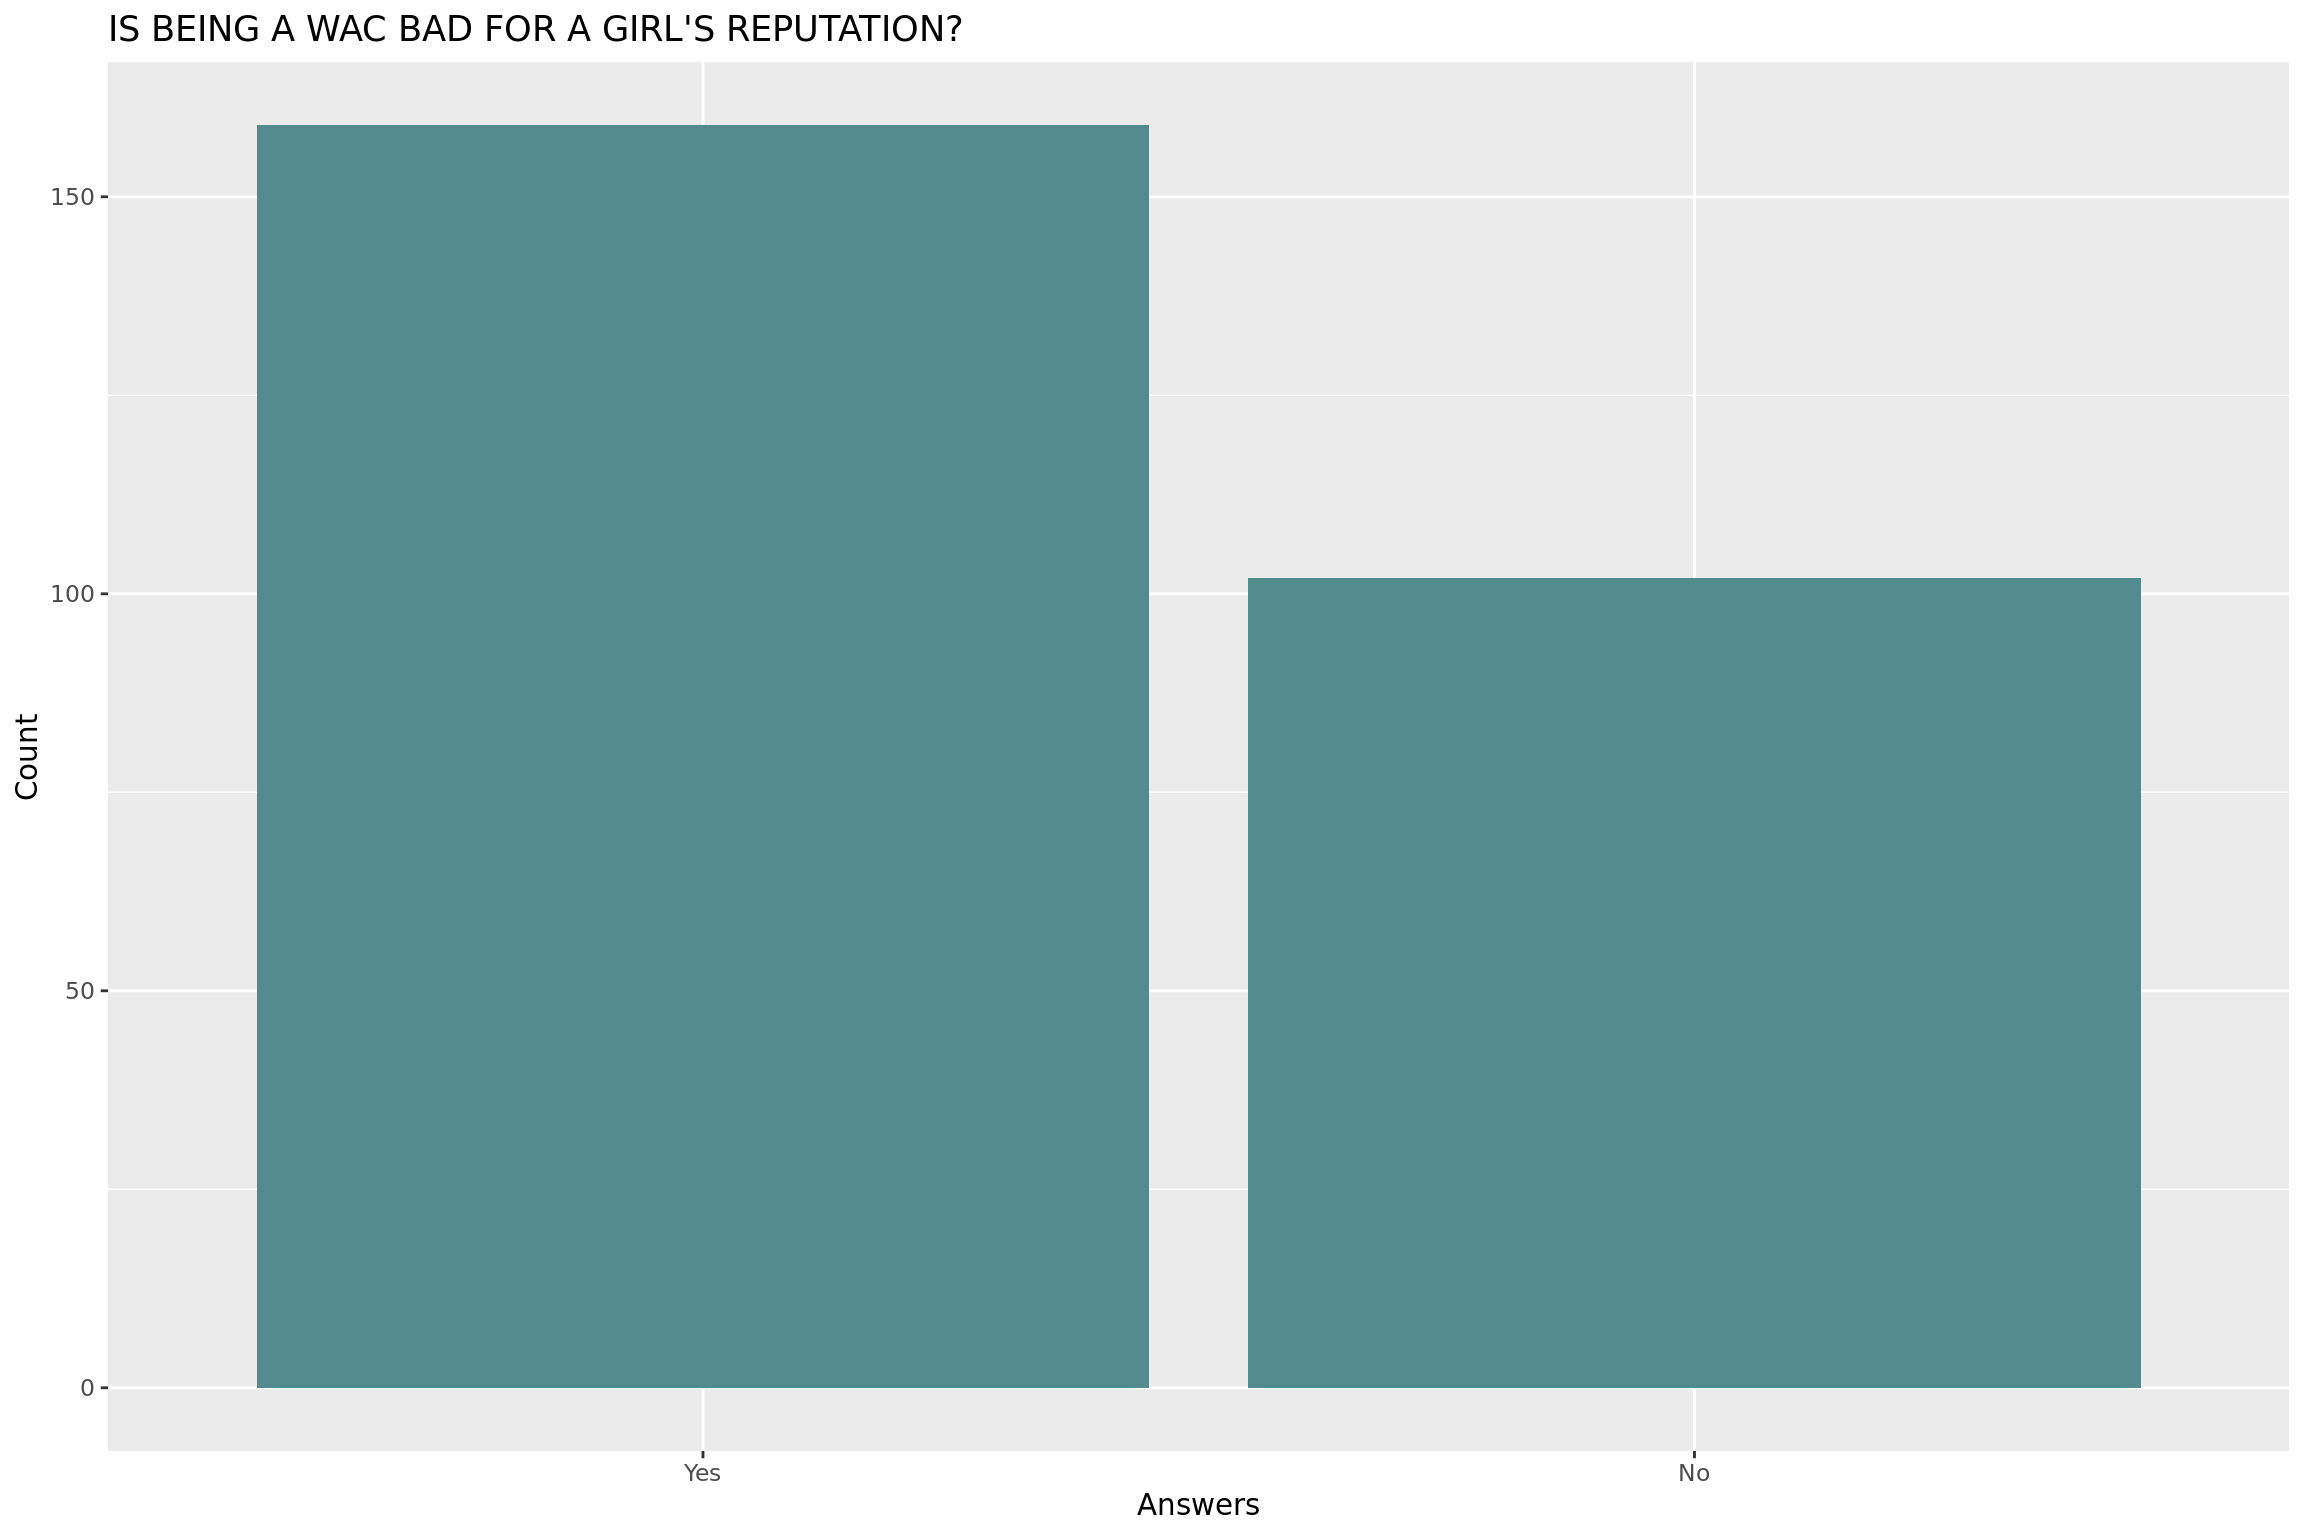 IS BEING A WAC BAD FOR A GIRL'S REPUTATION?
150
100
50
0
Count
Yes
No
Answers